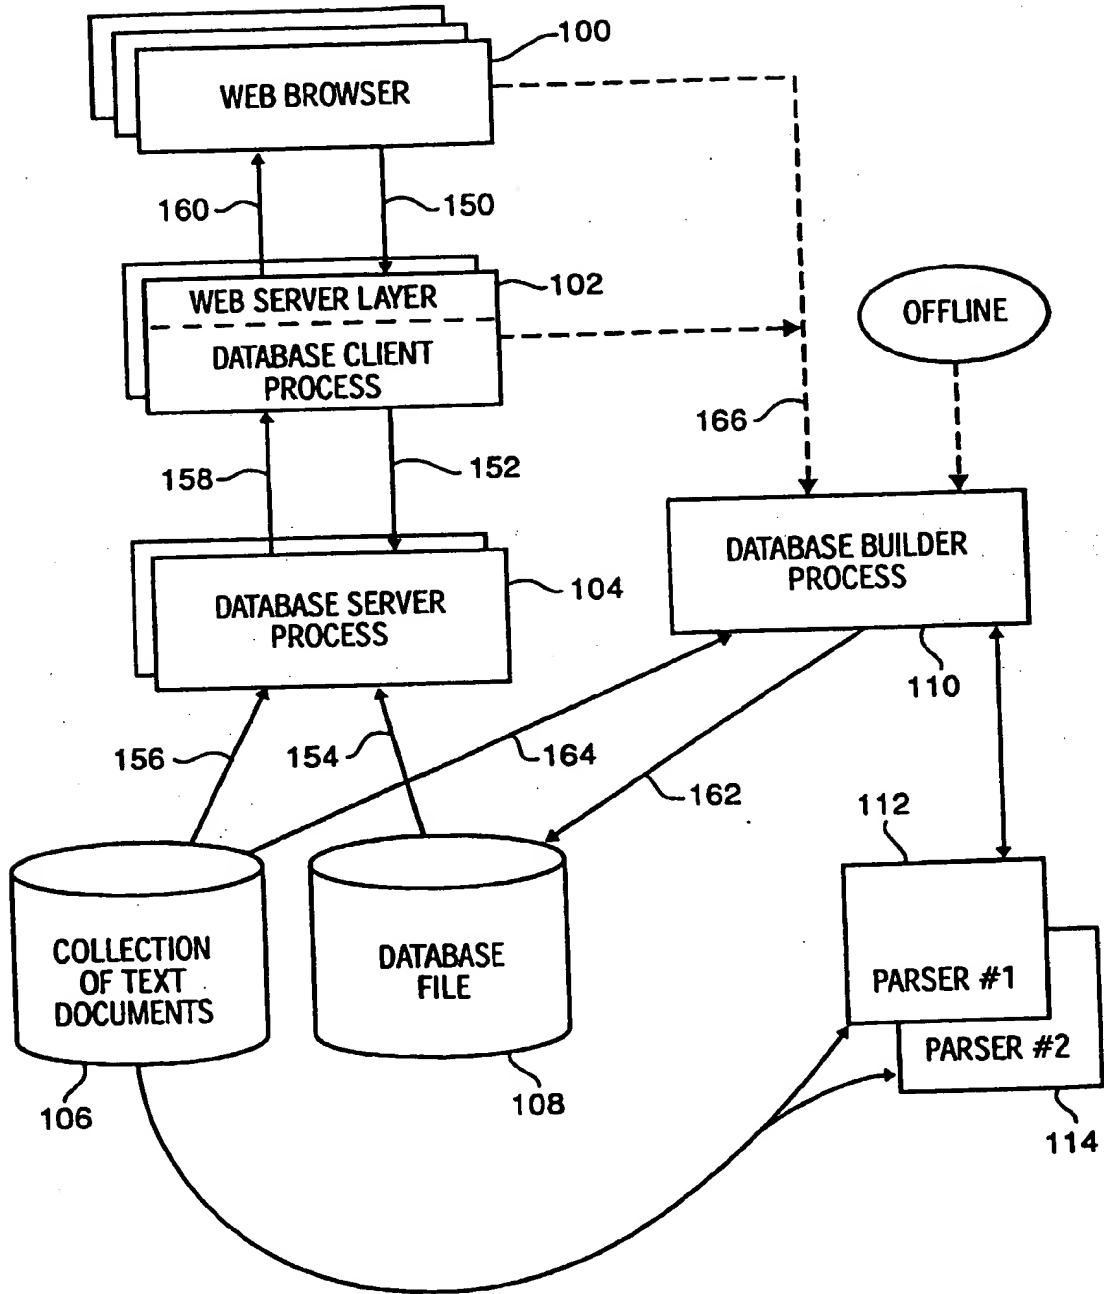 100
WEB BROWSER
160
150
102
WEB SERVER LAYER
DATABASE CLIENT
PROCESS
OFFLINE
166
158
152
DATABASE BUILDER
PROCESS
104
DATABASE SERVER
PROCESS
110
156
154
164
162
112
COLLECTION
OF TEXT
DOCUMENTS
DATABASE
FILE
PARSER #1
PARSER #2
106
108
114